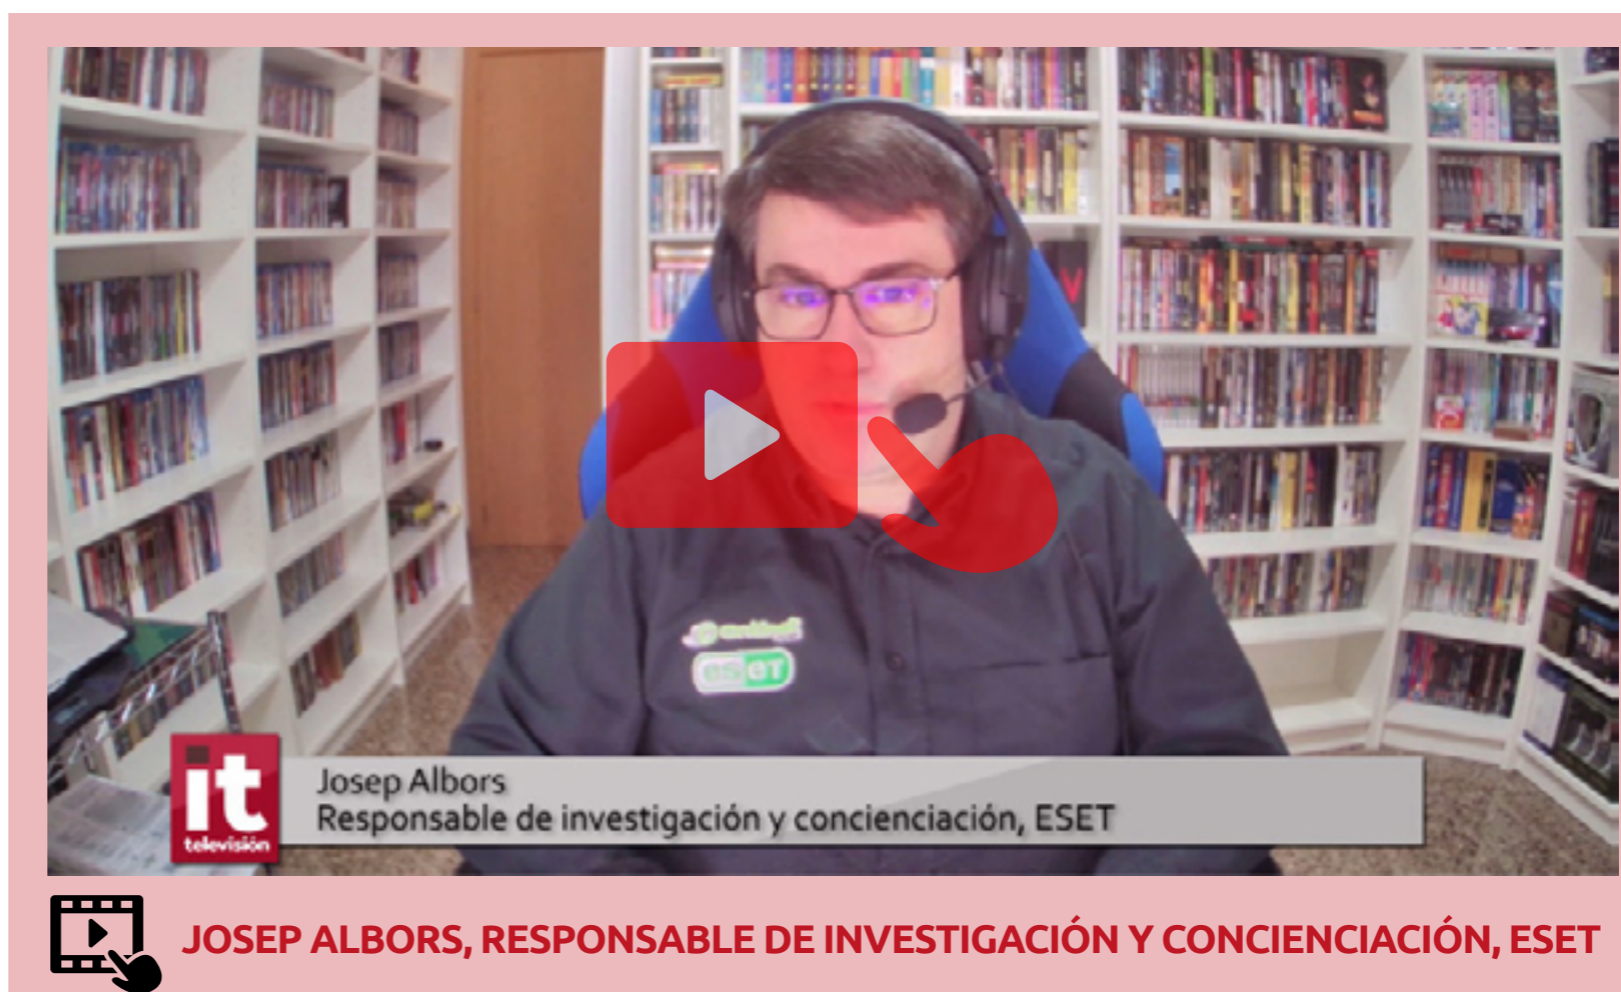 eset
it
televisión
Josep Albors
Responsable de investigación y concienciación, ESET
JOSEP ALBORS, RESPONSABLE DE INVESTIGACIÓN Y CONCIENCIACIÓN, ESET